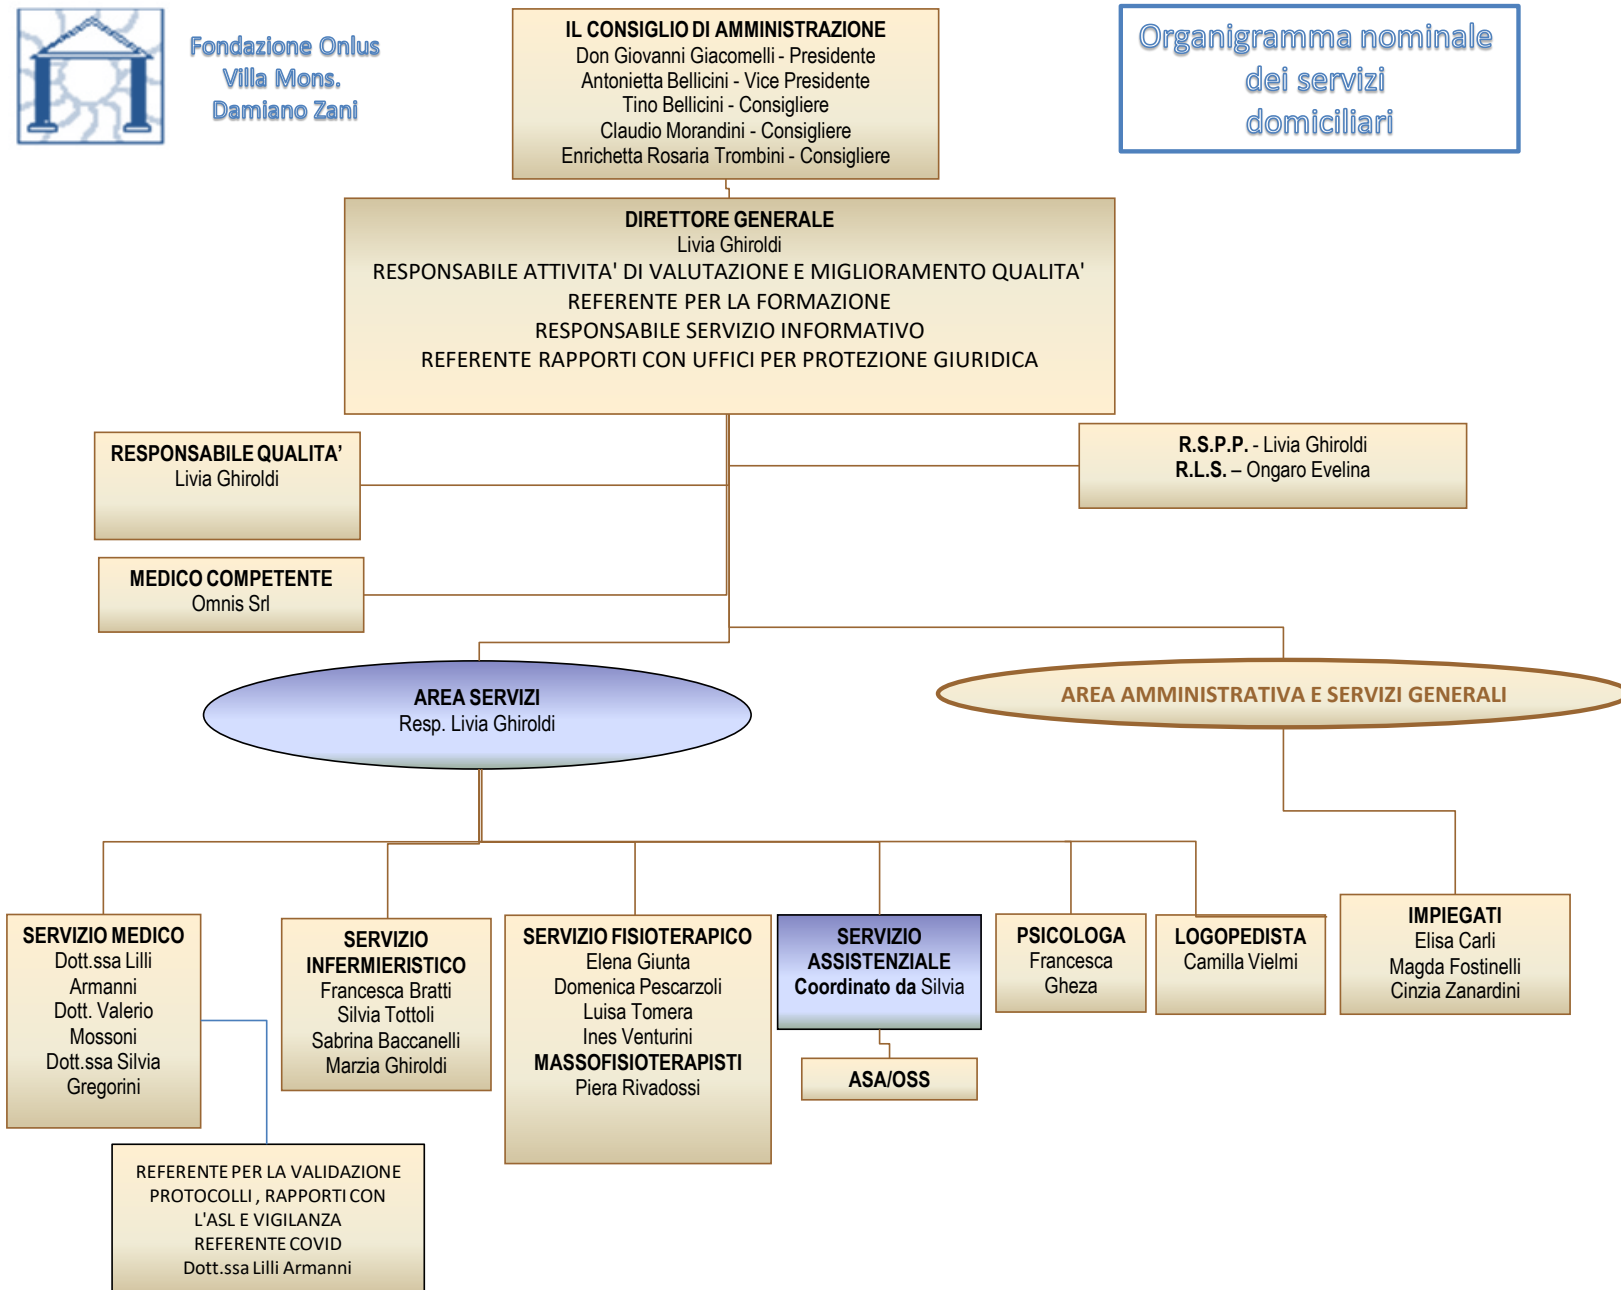 Fondazione Onlus
Villa Mons.
Damiano Zani
IL CONSIGLIO DI AMMINISTRAZIONE
Don Giovanni Giacomelli - Presidente
Antonietta Bellicini - Vice Presidente
Tino Bellicini - Consigliere
Claudio Morandini - Consigliere
Enrichetta Rosaria Trombini - Consigliere
Organigramma nominale
dei servizi
domiciliari
DIRETTORE GENERALE
Livia Ghiroldi
RESPONSABILE ATTIVITA' DI VALUTAZIONE E MIGLIORAMENTO QUALITA'
REFERENTE PER LA FORMAZIONE
RESPONSABILE SERVIZIO INFORMATIVO
REFERENTE RAPPORTI CON UFFICI PER PROTEZIONE GIURIDICA
RESPONSABILE QUALITA’
Livia Ghiroldi
R.S.P.P. - Livia Ghiroldi
R.L.S. – Ongaro Evelina
MEDICO COMPETENTE
Omnis Srl
AREA SERVIZI
Resp. Livia Ghiroldi
AREA AMMINISTRATIVA E SERVIZI GENERALI
SERVIZIO MEDICO
Dott.ssa Lilli
Armanni
Dott. Valerio
Mossoni
Dott.ssa Silvia
Gregorini
SERVIZIO
INFERMIERISTICO
Francesca Bratti
Silvia Tottoli
Sabrina Baccanelli
Marzia Ghiroldi
SERVIZIO FISIOTERAPICO
Elena Giunta
Domenica Pescarzoli
Luisa Tomera
Ines Venturini
MASSOFISIOTERAPISTI
Piera Rivadossi
SERVIZIO
ASSISTENZIALE
Coordinato da Silvia
ASA/OSS
PSICOLOGA
Francesca
Gheza
LOGOPEDISTA
Camilla Vielmi
IMPIEGATI
Elisa Carli
Magda Fostinelli
Cinzia Zanardini
REFERENTE PER LA VALIDAZIONE
PROTOCOLLI , RAPPORTI CON
L'ASL E VIGILANZA
REFERENTE COVID
Dott.ssa Lilli Armanni